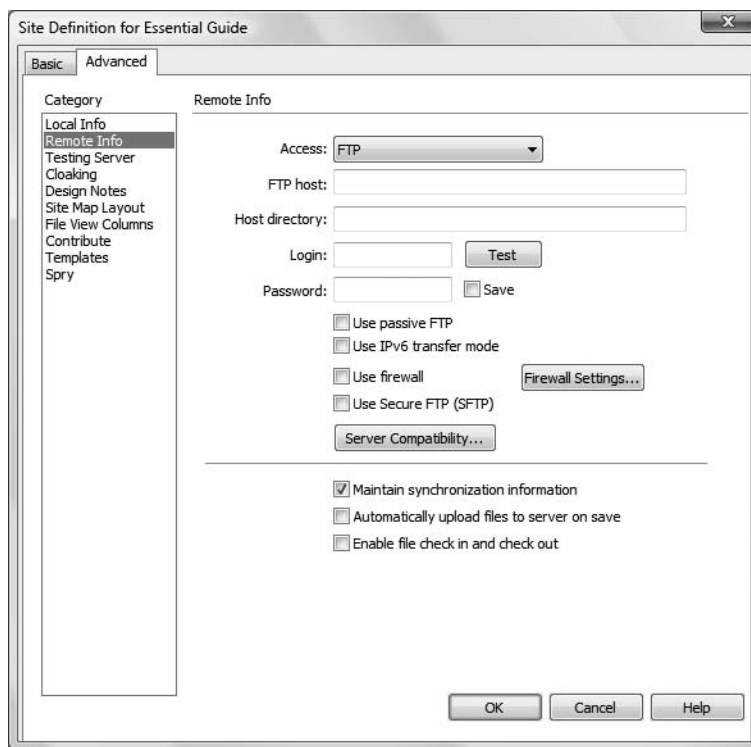 Site Definition for Essential Guide
X
Basic
Advanced
Category
Local Info
Remote Info
Testing Server
Cloaking
Design Notes
Site Map Layout
File View Columns
Contribute
Templates
Spry
Remote Info
Access: FTP
FTP host:
Host directory:
Login: Test
Password: Save
Use passive FTP
Use IPv6 transfer mode
Use firewall Firewall Settings...
Use Secure FTP (SFTP)
Server Compatibility...
Maintain synchronization information
Automatically upload files to server on save
Enable file check in and check out
OK Cancel Help